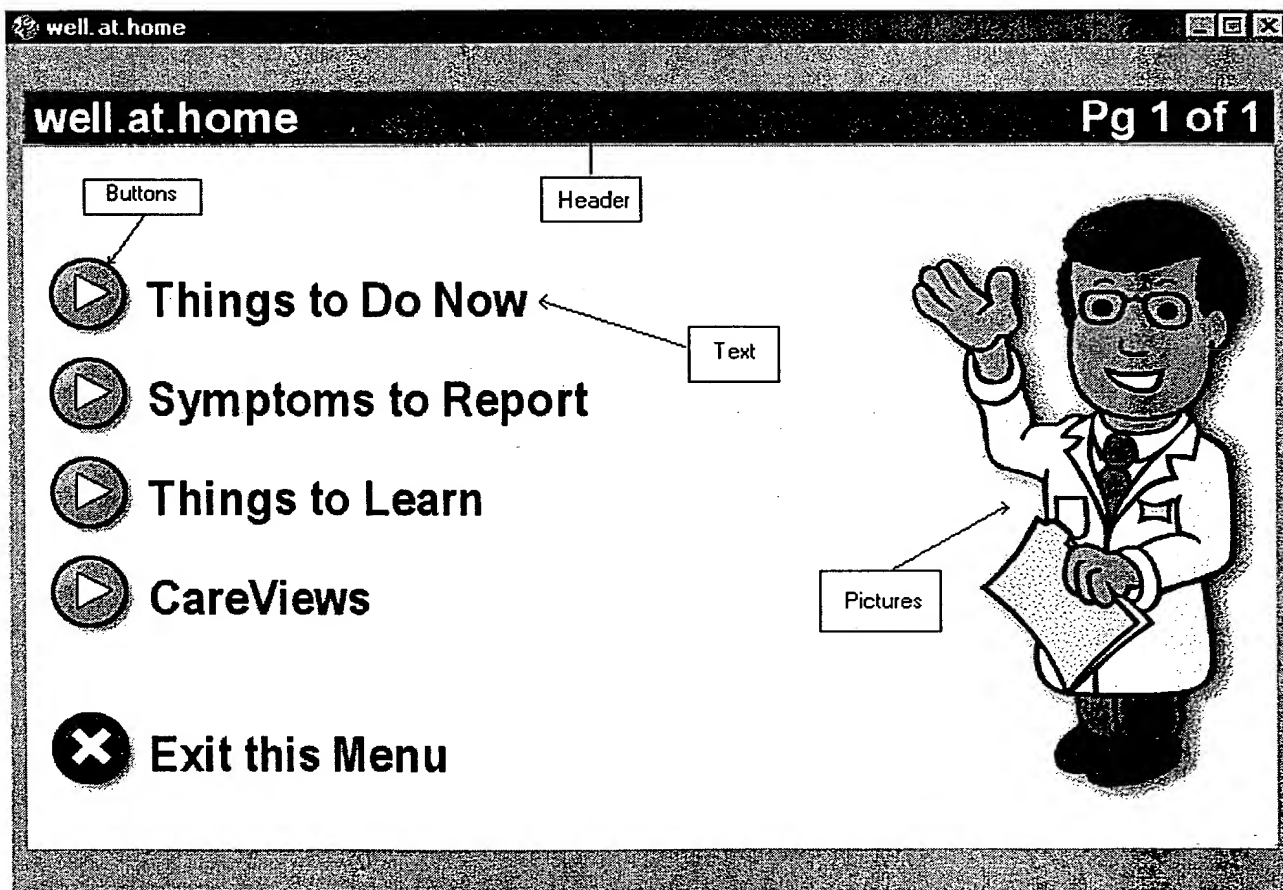 well.at.home
well.at.home
Pg 1 of 1
Buttons
Header
Things to Do Now
Text
Symptoms to Report
Things to Learn
CareViews
Pictures
Exit this Menu